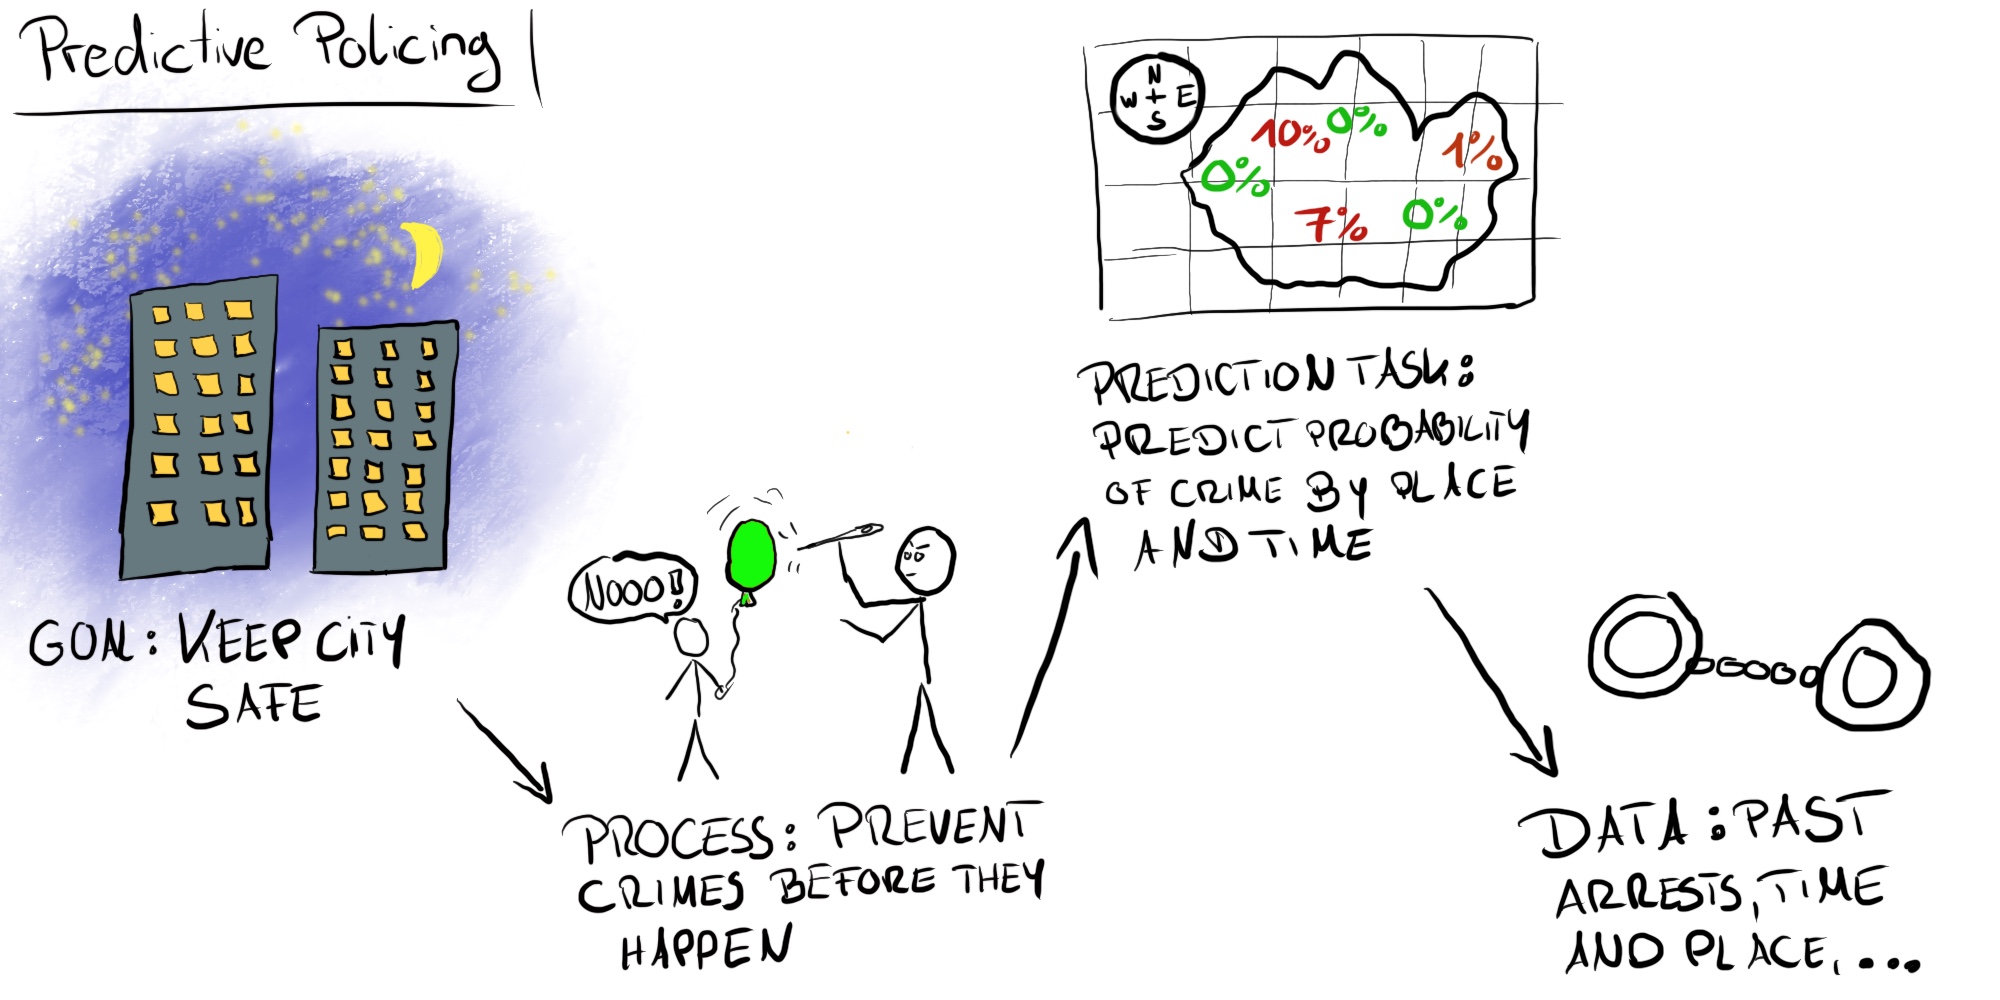 Predictive Policing
GOAL: KEEP CITY
SAFE
NOOO!!
PROCESS: PREVENT
CRIMES BEFORE THEY
HAPPEN
N
W + E
S
10% 0%
1%
0%
7% 0%
PREDICTION TASK:
PREDICT PROBABILITY
OF CRIME BY PLACE
AND TIME
DATA: PAST
ARRESTS, TIME
AND PLACE, ...